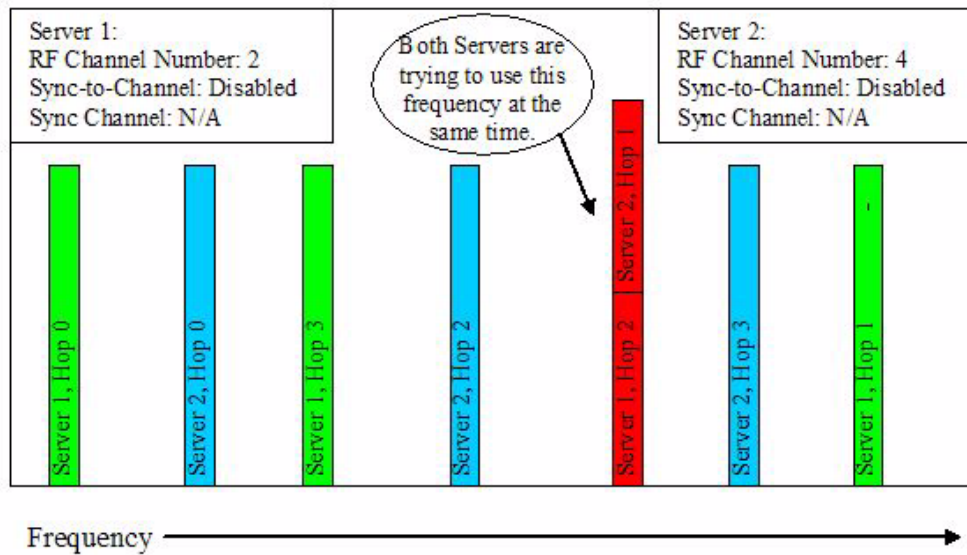 Server 1:
RF Channel Number: 2
Sync-to-Channel: Disabled
Sync Channel: N/A
Both Servers are
trying to use this
frequency at the
same time.
Server 2:
RF Channel Number: 4
Sync-to-Channel: Disabled
Sync Channel: N/A
Server 1, Hop 0
Server 2, Hop 0
Server 1, Hop 3
Server 2, Hop 2
Server 2, Hop 1
Server 1, Hop 2
Server 2, Hop 3
Server 1, Hop 1 -
Frequency